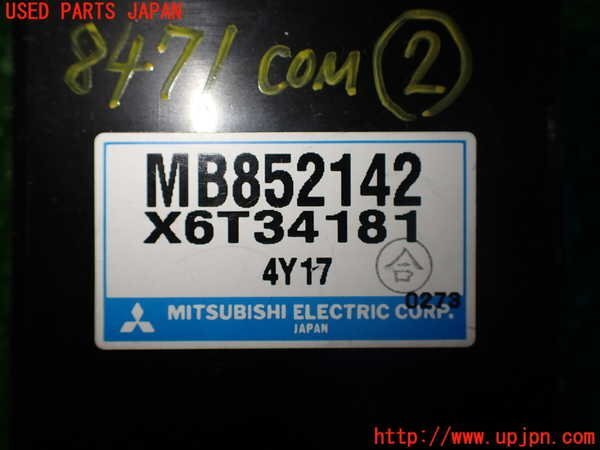 USED PARTS JAPAN
8471 COM 2
MB852142
X6T34181
4Y17
合
0273
MITSUBISHI ELECTRIC CORP.
JAPAN
UPJ
http://www.upjpn.com/